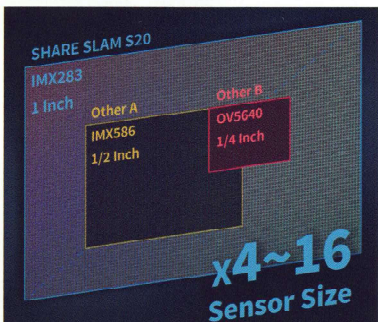 SHARE SLAM S20
IMX283
1 Inch
Other A
IMX586
1/2 Inch
Other B
OV5640
1/4 Inch
x4~16
Sensor Size